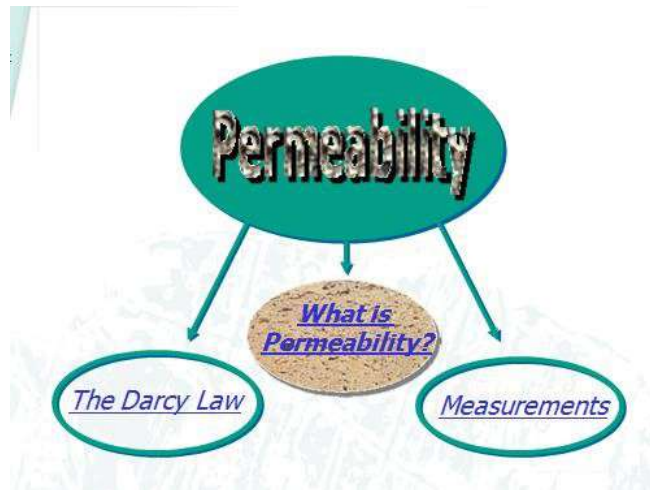 Permeability
What is
Permeability?
The Darcy Law
Measurements